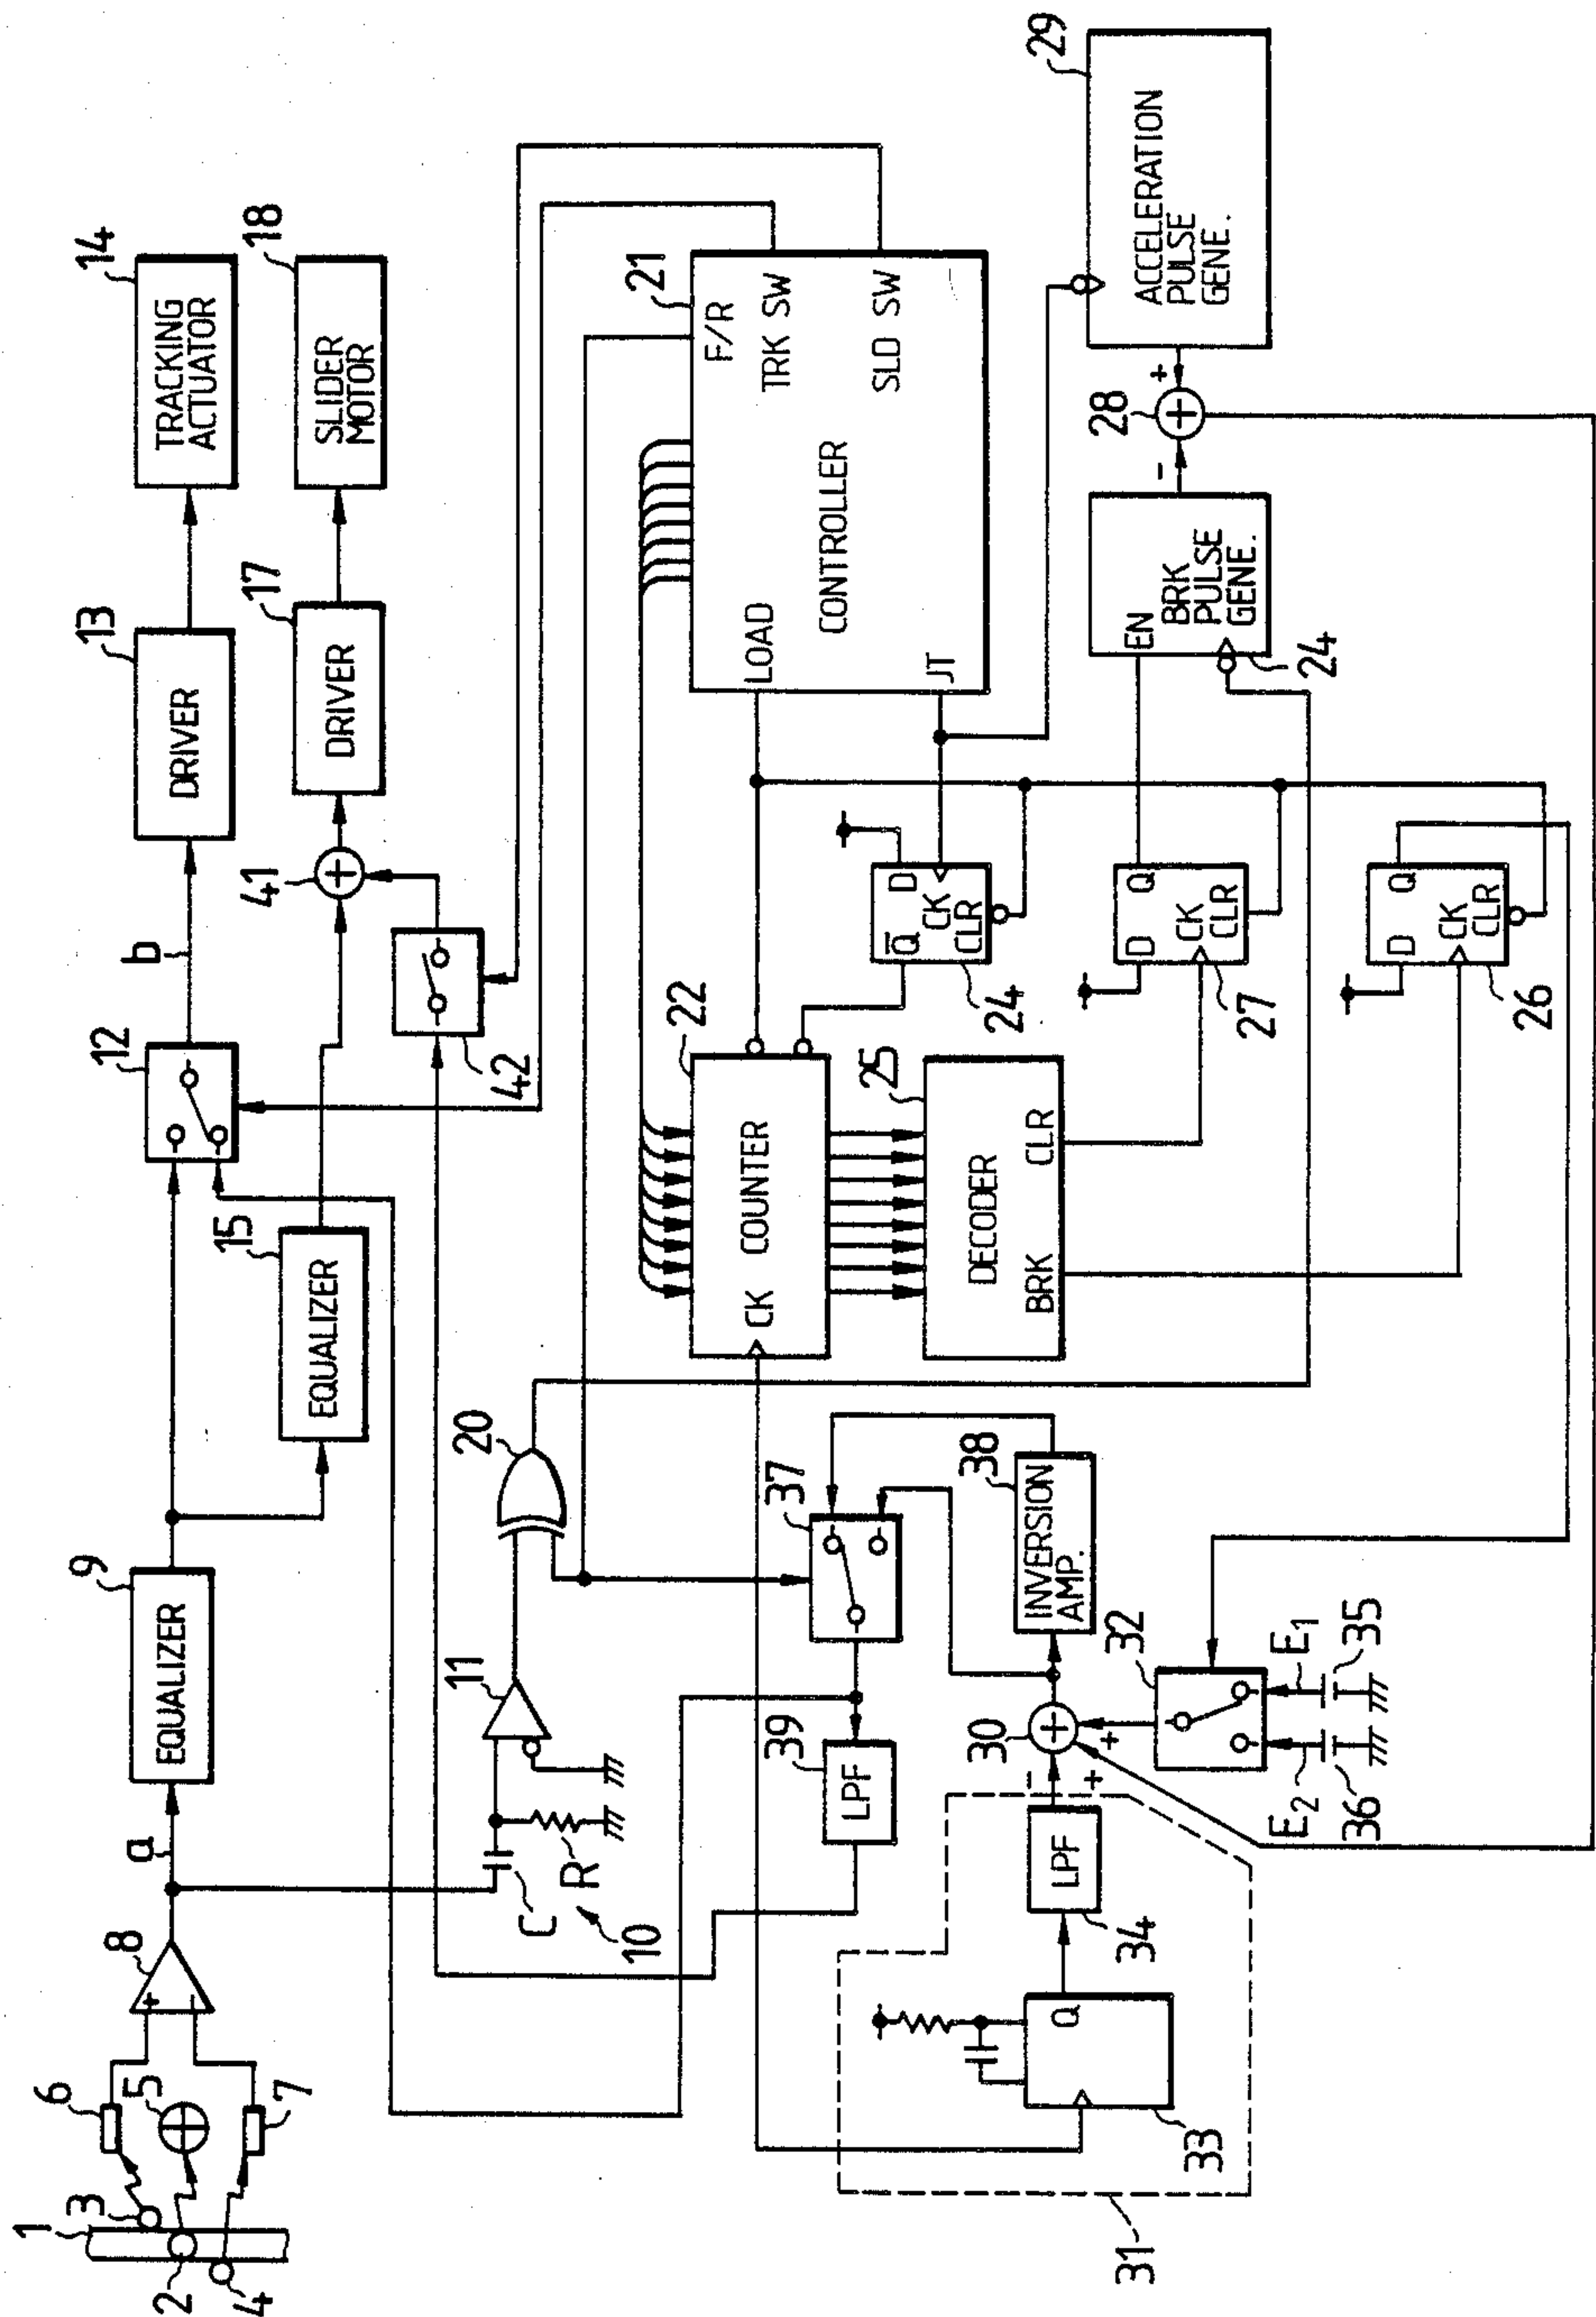 1
2
3
4
5
6
7
8
+
−
a
9
EQUALIZER
12
b
13
DRIVER
14
TRACKING
ACTUATOR
15
EQUALIZER
41
+
17
DRIVER
18
SLIDER
MOTOR
42
C
R
10
11
20
21
F/R
TRK SW
SLD SW
LOAD
JT
CONTROLLER
22
CK
COUNTER
25
DECODER
BRK
CLR
24
Q̅
D
CK
CLR
27
D
Q
CK
CLR
26
D
Q
CK
CLR
EN
BRK
PULSE
GENE.
24
−
28
+
+
29
ACCELERATION
PULSE
GENE.
37
38
INVERSION
AMP.
39
LPF
30
+
−
+
+
32
E1
35
E2
36
31
33
Q
34
LPF